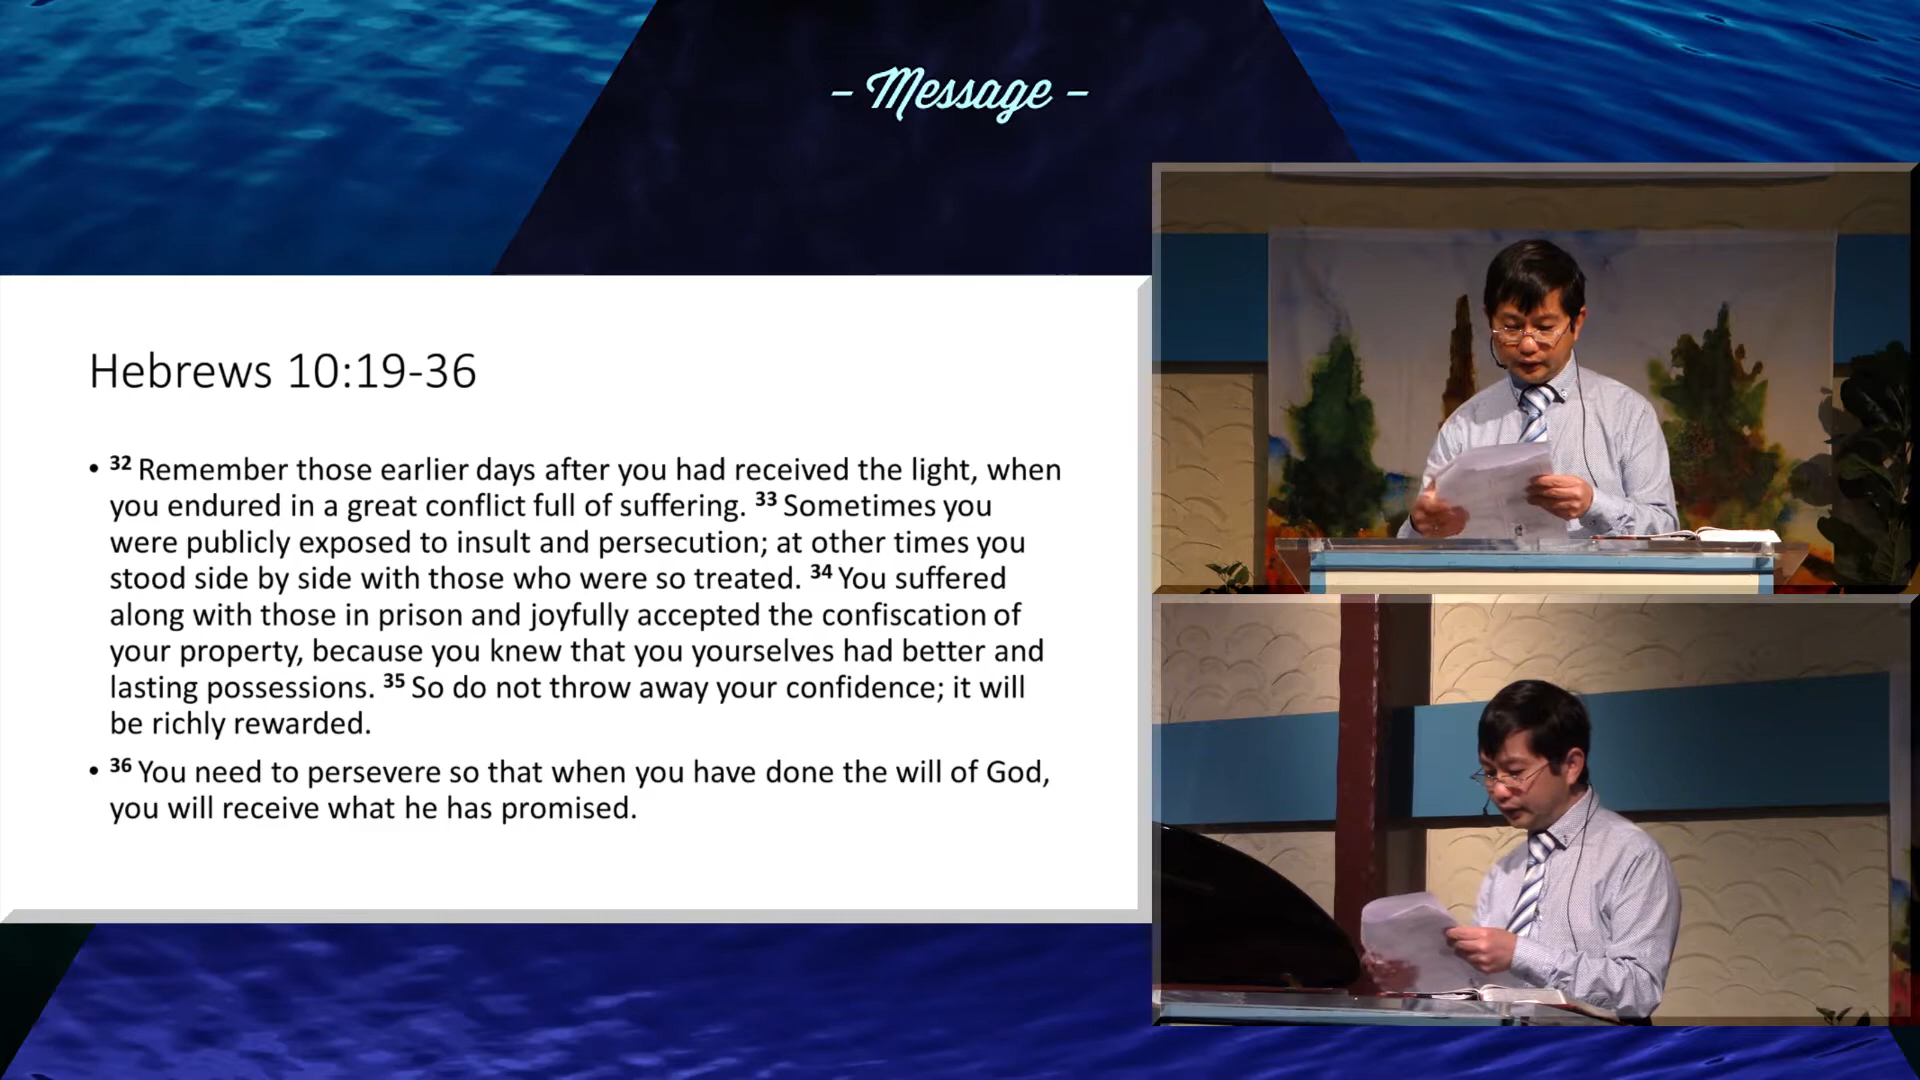 - Message -
Hebrews 10:19-36
• 32 Remember those earlier days after you had received the light, when
you endured in a great conflict full of suffering. 33 Sometimes you
were publicly exposed to insult and persecution; at other times you
stood side by side with those who were so treated. 34 You suffered
along with those in prison and joyfully accepted the confiscation of
your property, because you knew that you yourselves had better and
lasting possessions. 35 So do not throw away your confidence; it will
be richly rewarded.
• 36 You need to persevere so that when you have done the will of God,
you will receive what he has promised.